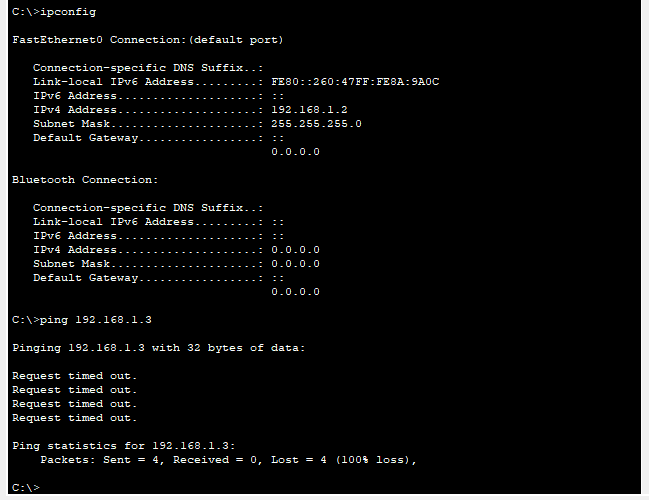 C:\>ipconfig
FastEthernet0 Connection:(default port)
Connection-specific DNS Suffix..:
Link-local IPv6 Address.........: FE80::260:47FF:FE8A:9A0C
IPv6 Address....................: ::
IPv4 Address....................: 192.168.1.2
Subnet Mask.....................: 255.255.255.0
Default Gateway.................: ::
0.0.0.0
Bluetooth Connection:
Connection-specific DNS Suffix..:
Link-local IPv6 Address.........: ::
IPv6 Address....................: ::
IPv4 Address....................: 0.0.0.0
Subnet Mask.....................: 0.0.0.0
Default Gateway.................: ::
0.0.0.0
C:\>ping 192.168.1.3
Pinging 192.168.1.3 with 32 bytes of data:
Request timed out.
Request timed out.
Request timed out.
Request timed out.
Ping statistics for 192.168.1.3:
Packets: Sent = 4, Received = 0, Lost = 4 (100% loss),
C:\>